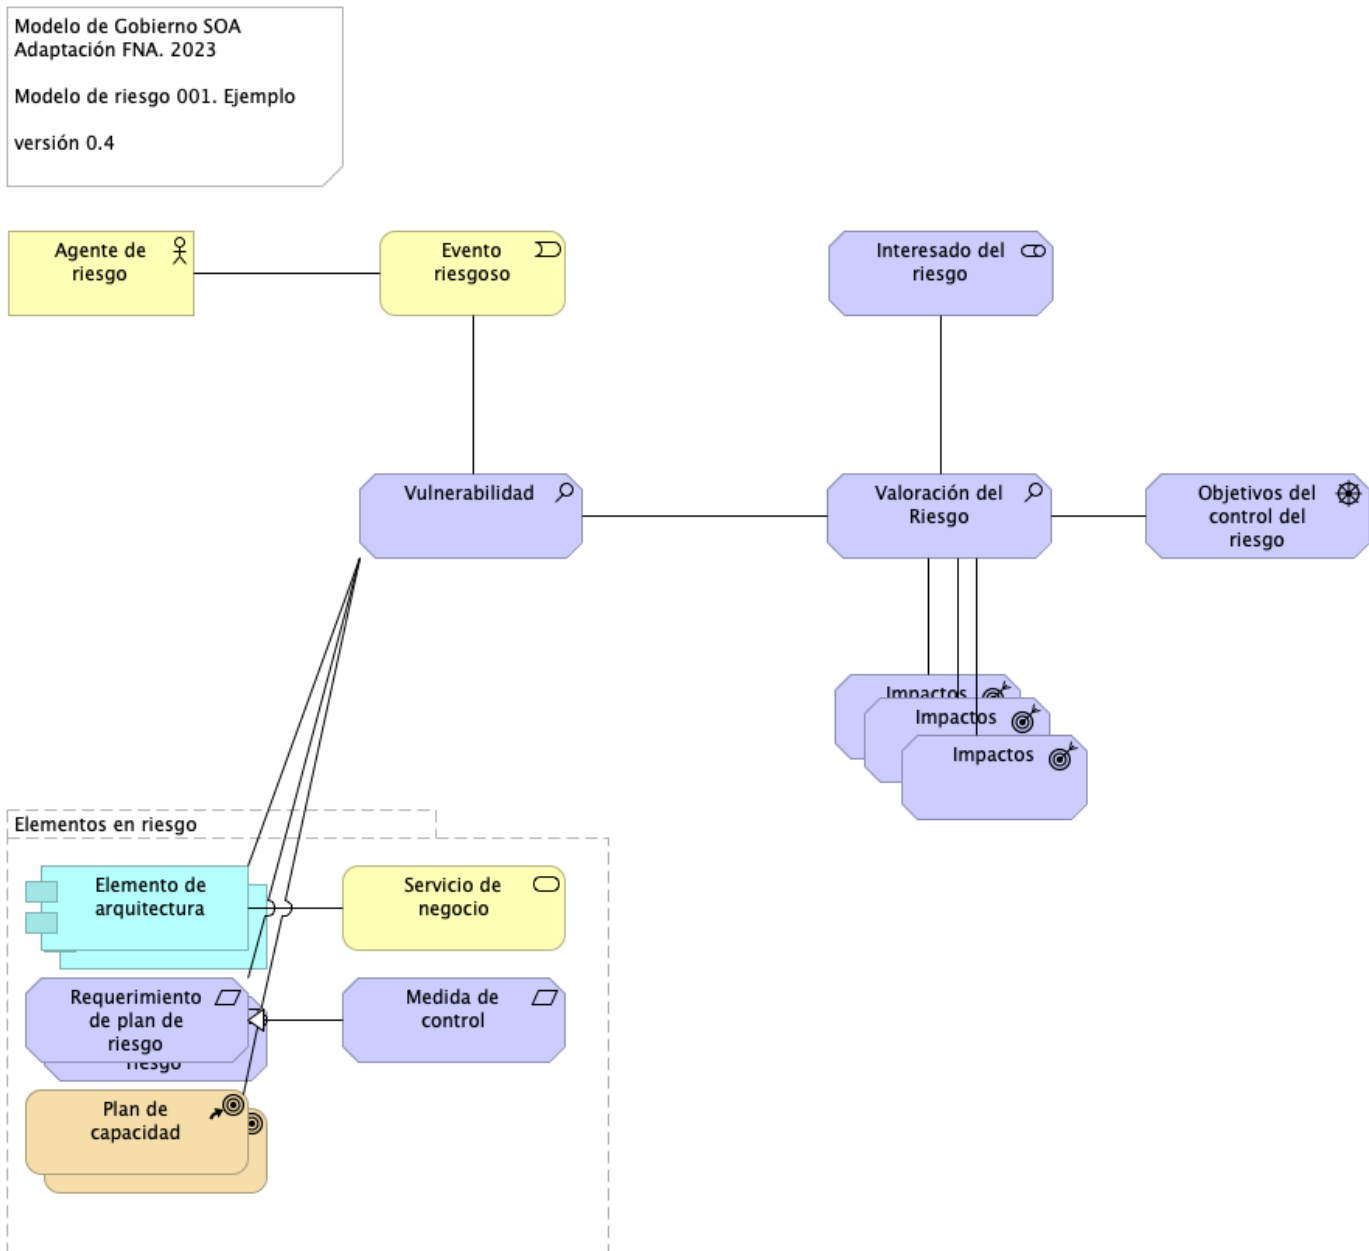 Modelo de Gobierno SOA
Adaptación FNA. 2023
Modelo de riesgo 001. Ejemplo
versión 0.4
Agente de
riesgo
Evento
riesgoso
Interesado del
riesgo
Vulnerabilidad
Valoración del
Riesgo
Objetivos del
control del
riesgo
Impactos
Impactos
Impactos
Elementos en riesgo
Elemento de
arquitectura
Servicio de
negocio
Requerimiento
de plan de
riesgo
riesgo
Medida de
control
Plan de
capacidad